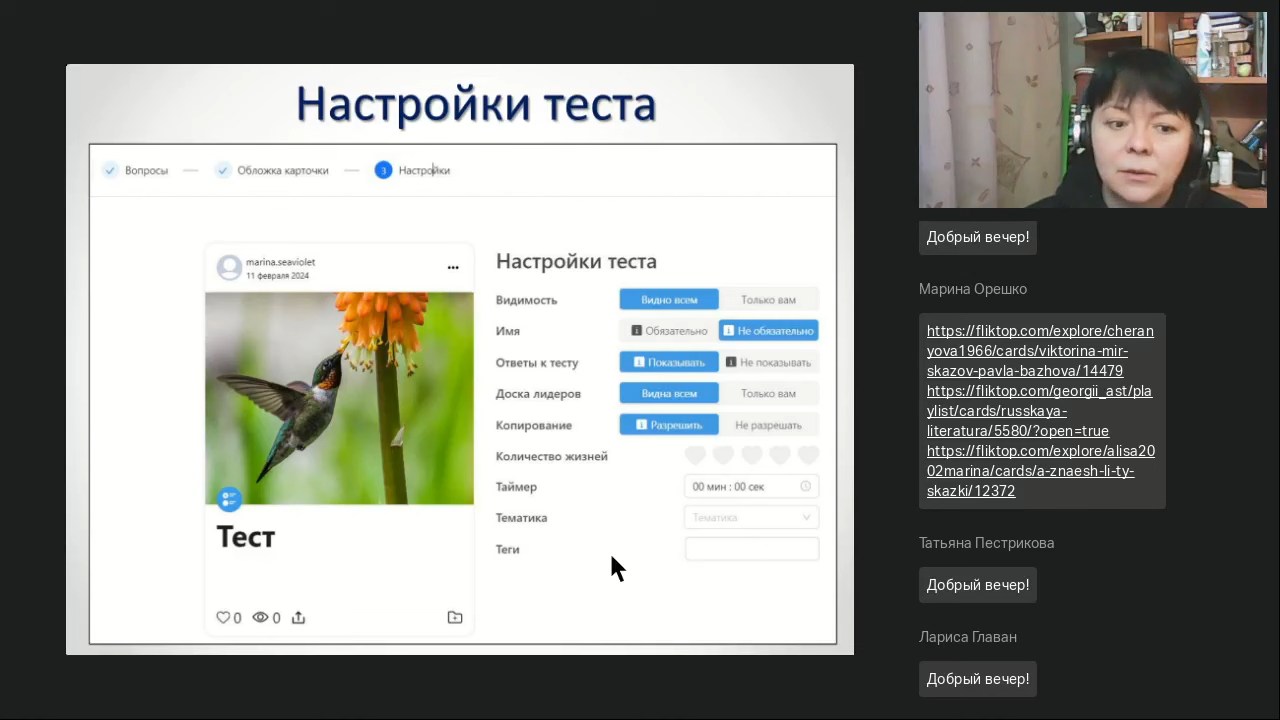 Настройки теста
Вопросы
Обложка карточки
3
Настройки
marina.seaviolet
11 февраля 2024
Тест
0
0
Настройки теста
Видимость
Видно всем
Только вам
Имя
Обязательно
Не обязательно
Ответы к тесту
Показывать
Не показывать
Доска лидеров
Видна всем
Только вам
Копирование
Разрешить
Не разрешать
Количество жизней
Таймер
00 мин : 00 сек
Тематика
Тематика
Теги
Добрый вечер!
Марина Орешко
https://fliktop.com/explore/cheran
yova1966/cards/viktorina-mir-
skazov-pavla-bazhova/14479
https://fliktop.com/georgii_ast/pla
ylist/cards/russkaya-
literatura/5580/?open=true
https://fliktop.com/explore/alisa20
02marina/cards/a-znaesh-li-ty-
skazki/12372
Татьяна Пестрикова
Добрый вечер!
Лариса Главан
Добрый вечер!